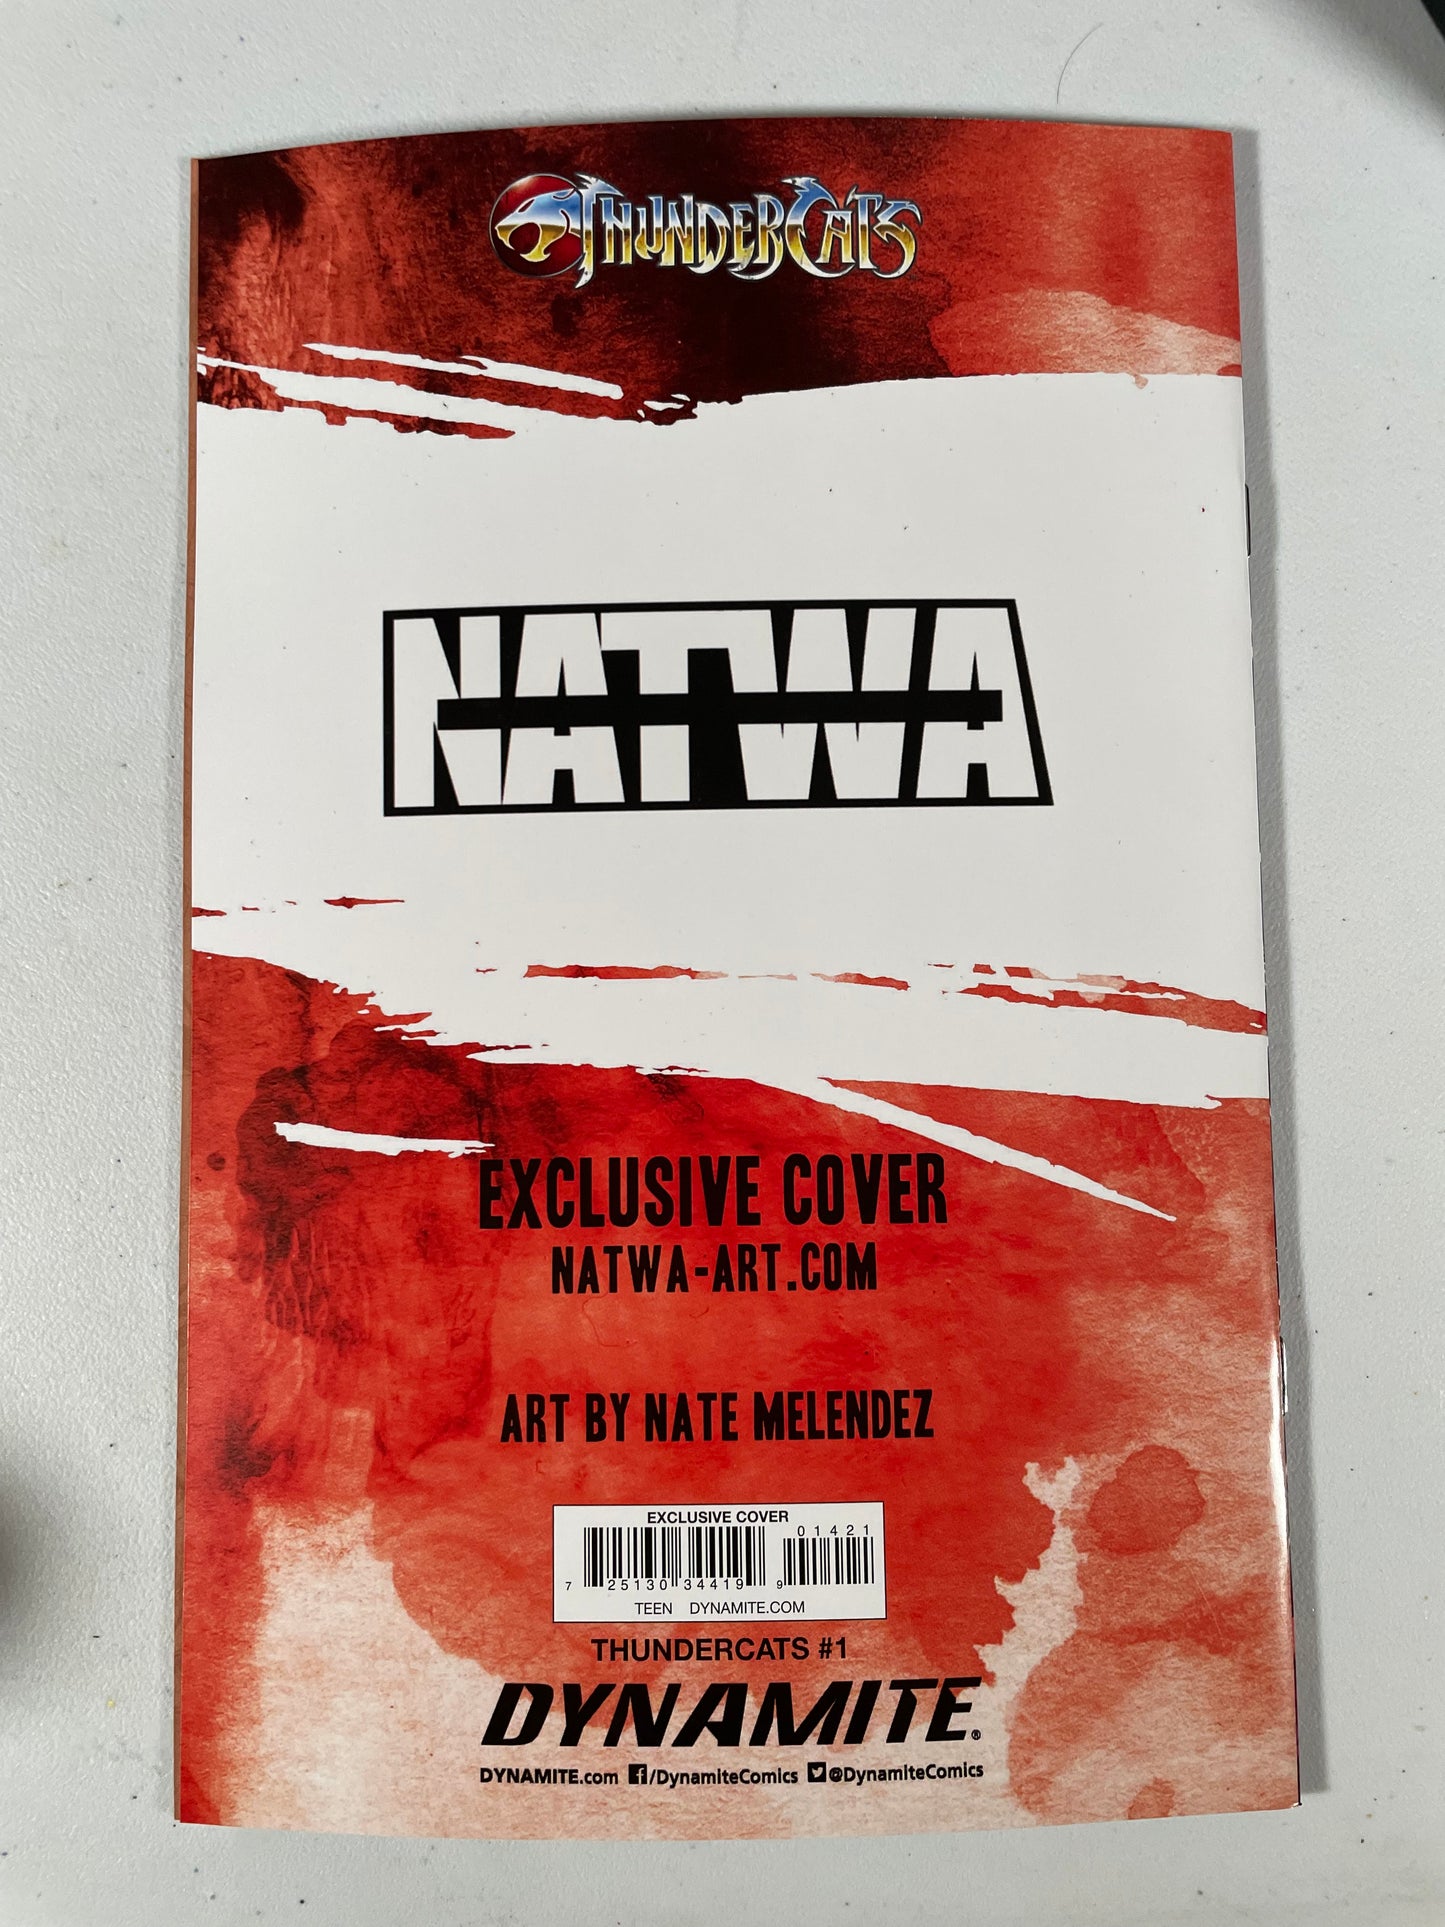 THUNDERCATS
NATWA
EXCLUSIVE COVER
NATWA-ART.COM
ART BY NATE MELENDEZ
EXCLUSIVE COVER
01421
7 25130 34419 9
TEEN DYNAMITE.COM
THUNDERCATS #1
DYNAMITE®
DYNAMITE.com f/DynamiteComics @DynamiteComics